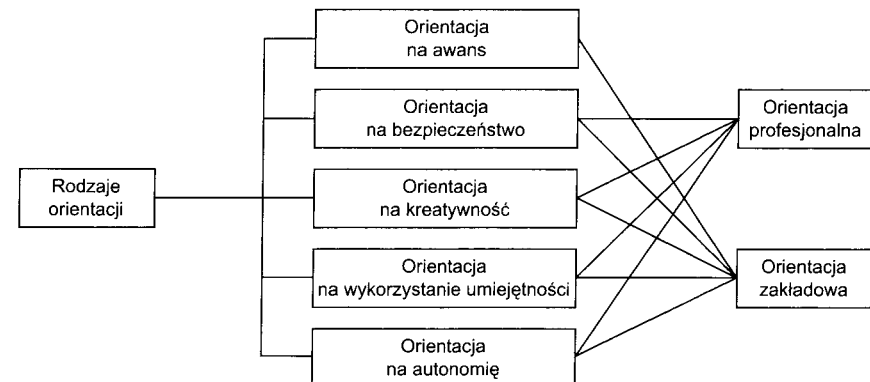 Rodzaje
orientacji
Orientacja
na awans
Orientacja
na bezpieczeństwo
Orientacja
na kreatywność
Orientacja
na wykorzystanie umiejętności
Orientacja
na autonomię
Orientacja
profesjonalna
Orientacja
zakładowa